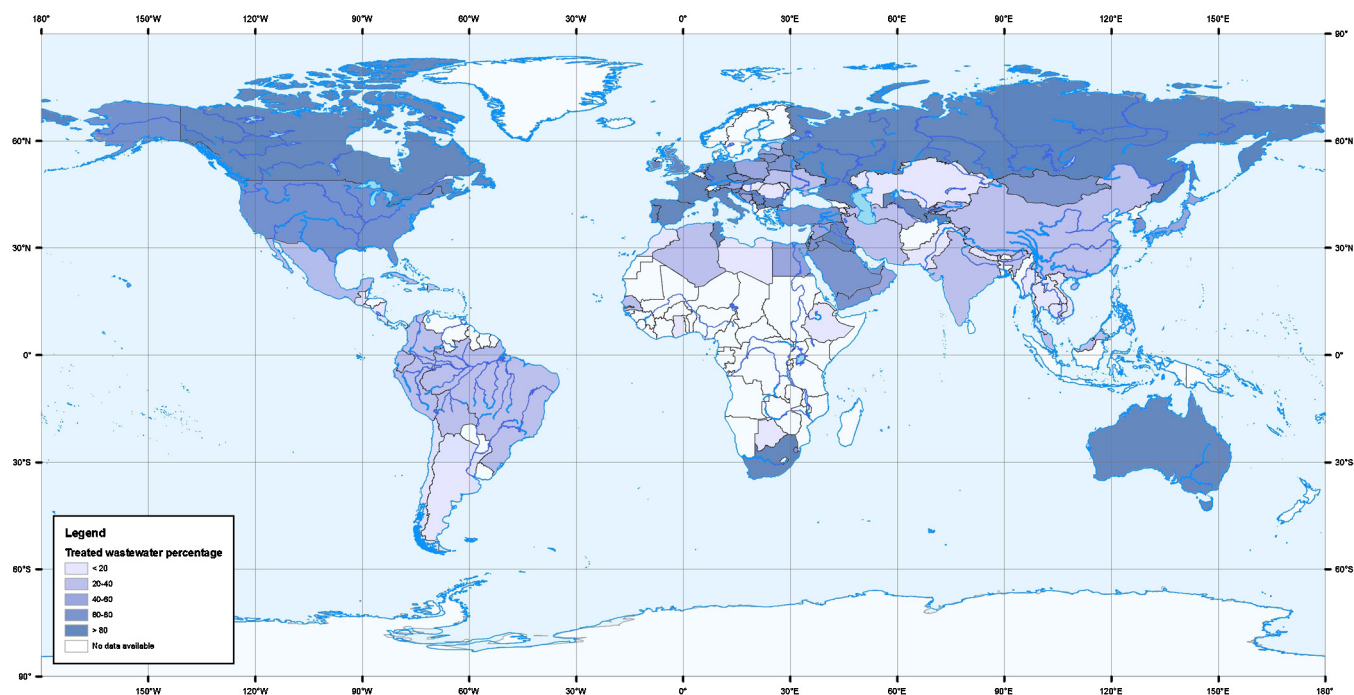 180° 150°W 120°W 90°W 60°W 30°W 0° 30°E 60°E 90°E 120°E 150°E 180°
90° 90°
60°N 60°N
30°N 30°N
0° 0°
30°S 30°S
Legend
Treated wastewater percentage
< 20
60°S 60°S
20-40
40-60
60-80
> 80
No data available
90° 90°
150°W 120°W 90°W 60°W 30°W 0° 30°E 60°E 90°E 120°E 150°E 180°